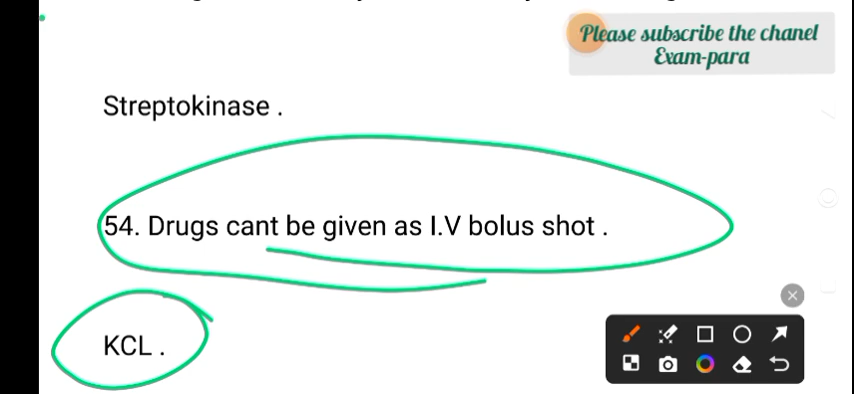 Please subscribe the chanel
Exam-para
Streptokinase .
54. Drugs cant be given as I.V bolus shot .
KCL .